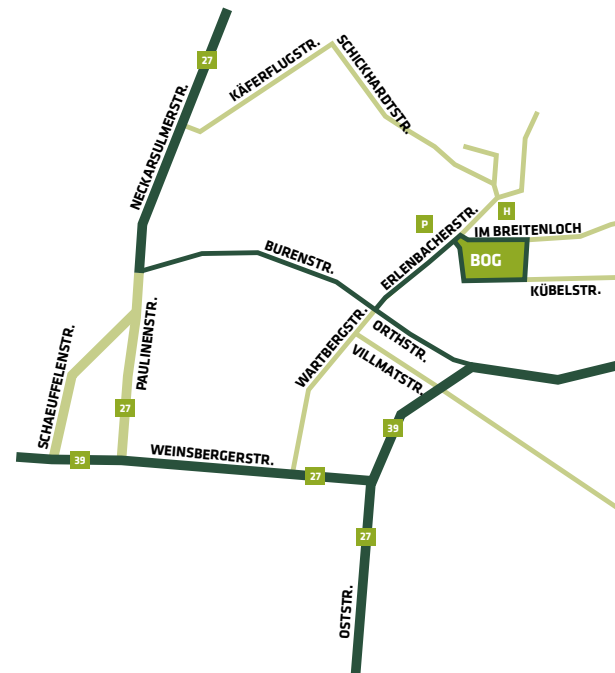 27
KÄFERFLUGSTR.
SCHICKHARDTSTR.
NECKARSULMERSTR.
H
P
IM BREITENLOCH
ERLENBACHERSTR.
BURENSTR.
BOG
KÜBELSTR.
ORTHSTR.
WARTBERGSTR.
VILLMATSTR.
PAULINENSTR.
SCHAEUFFELENSTR.
27
39
WEINSBERGERSTR.
39
27
27
OSTSTR.